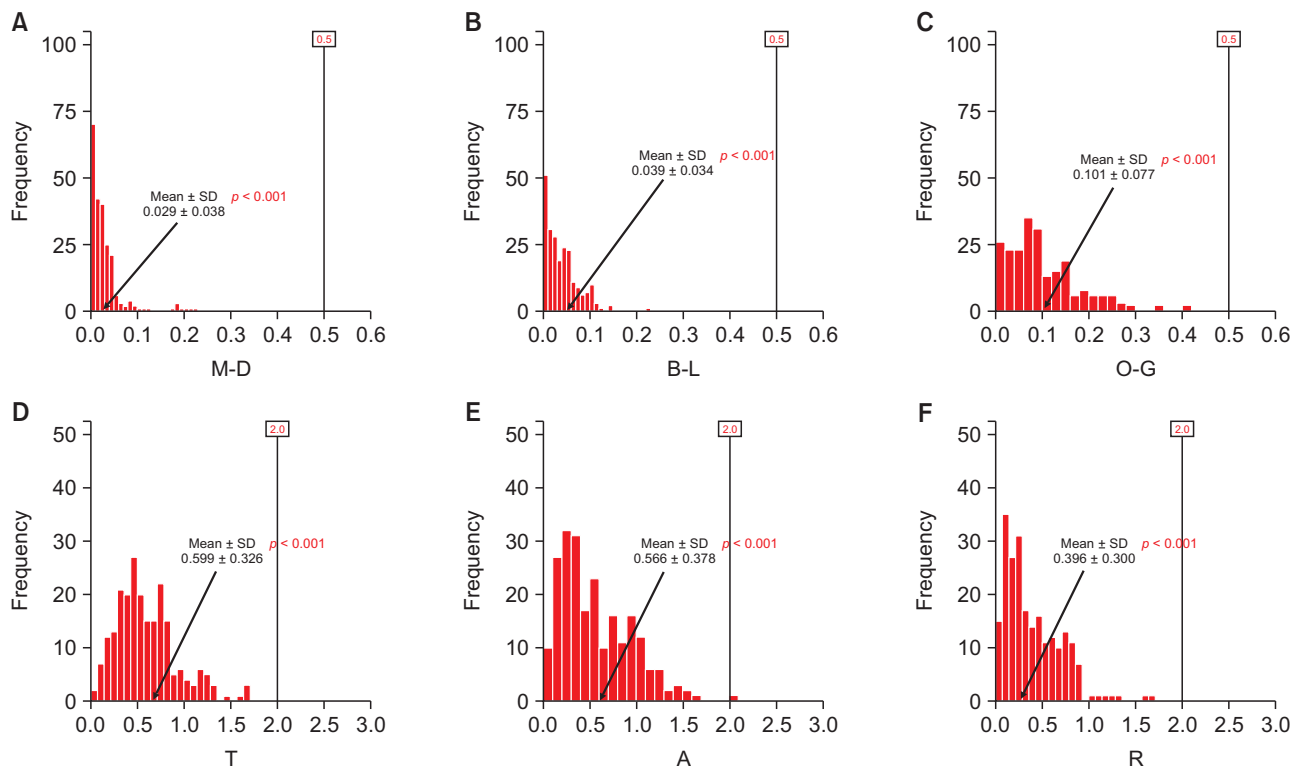 A
100
75
50
25
0
Frequency
0.5
Mean ± SD p < 0.001
0.029 ± 0.038
0.0 0.1 0.2 0.3 0.4 0.5 0.6
M-D
B
100
75
50
25
0
Frequency
0.5
Mean ± SD p < 0.001
0.039 ± 0.034
0.0 0.1 0.2 0.3 0.4 0.5 0.6
B-L
C
100
75
50
25
0
Frequency
0.5
Mean ± SD p < 0.001
0.101 ± 0.077
0.0 0.1 0.2 0.3 0.4 0.5 0.6
O-G
D
50
40
30
20
10
0
Frequency
2.0
Mean ± SD p < 0.001
0.599 ± 0.326
0.0 0.5 1.0 1.5 2.0 2.5 3.0
T
E
50
40
30
20
10
0
Frequency
2.0
Mean ± SD p < 0.001
0.566 ± 0.378
0.0 0.5 1.0 1.5 2.0 2.5 3.0
A
F
50
40
30
20
10
0
Frequency
2.0
Mean ± SD p < 0.001
0.396 ± 0.300
0.0 0.5 1.0 1.5 2.0 2.5 3.0
R